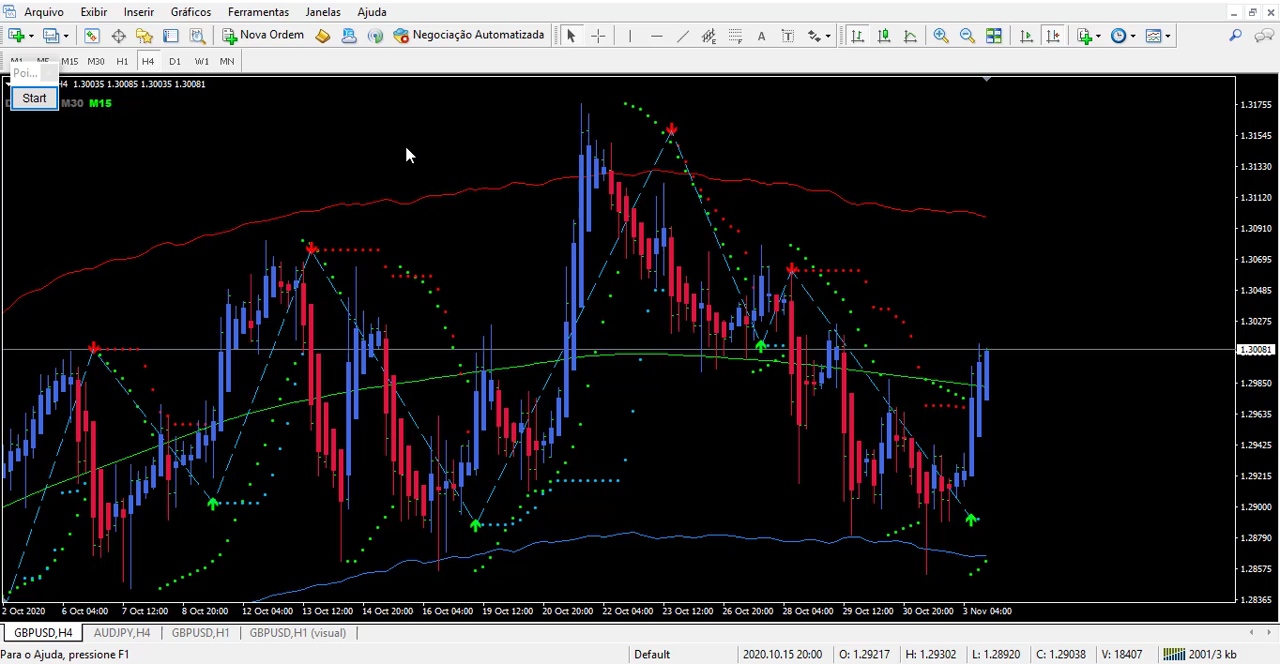 Arquivo Exibir Inserir Gráficos Ferramentas Janelas Ajuda
Nova Ordem Negociação Automatizada A T
M1 M5 M15 M30 H1 H4 D1 W1 MN
Poi...
H4 1.30035 1.30085 1.30035 1.30081
Start
M30 M15
1.31755
1.31545
1.31330
1.31120
1.30910
1.30695
1.30485
1.30275
1.30081
1.29850
1.29635
1.29425
1.29215
1.29000
1.28790
1.28575
1.28365
2 Oct 2020 6 Oct 04:00 7 Oct 12:00 8 Oct 20:00 12 Oct 04:00 13 Oct 12:00 14 Oct 20:00 16 Oct 04:00 19 Oct 12:00 20 Oct 20:00 22 Oct 04:00 23 Oct 12:00 26 Oct 20:00 28 Oct 04:00 29 Oct 12:00 30 Oct 20:00 3 Nov 04:00
GBPUSD,H4 AUDJPY,H4 GBPUSD,H1 GBPUSD,H1 (visual)
Para o Ajuda, pressione F1 Default 2020.10.15 20:00 O: 1.29217 H: 1.29302 L: 1.28920 C: 1.29038 V: 18407 2001/3 kb